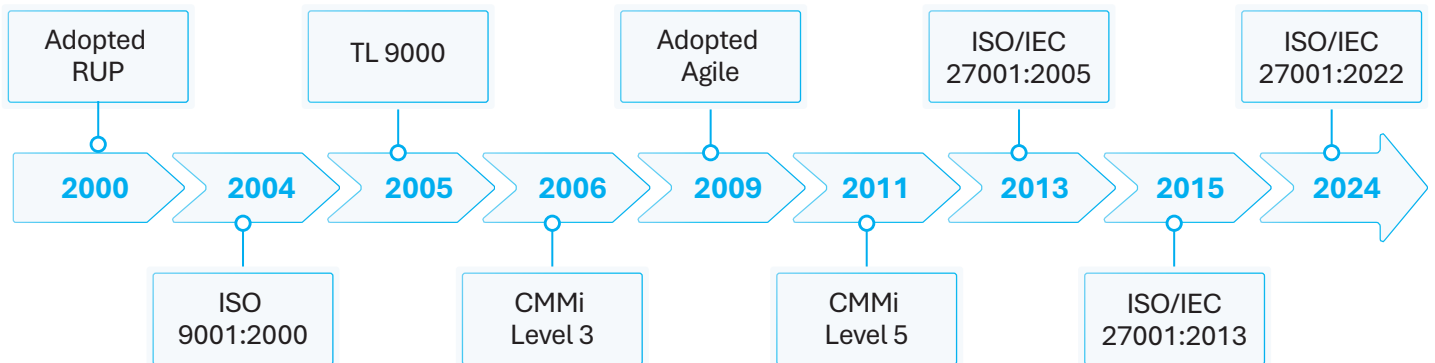 Adopted
RUP
TL 9000
Adopted
Agile
ISO/IEC
27001:2005
ISO/IEC
27001:2022
2000
2004
2005
2006
2009
2011
2013
2015
2024
ISO
9001:2000
CMMi
Level 3
CMMi
Level 5
ISO/IEC
27001:2013